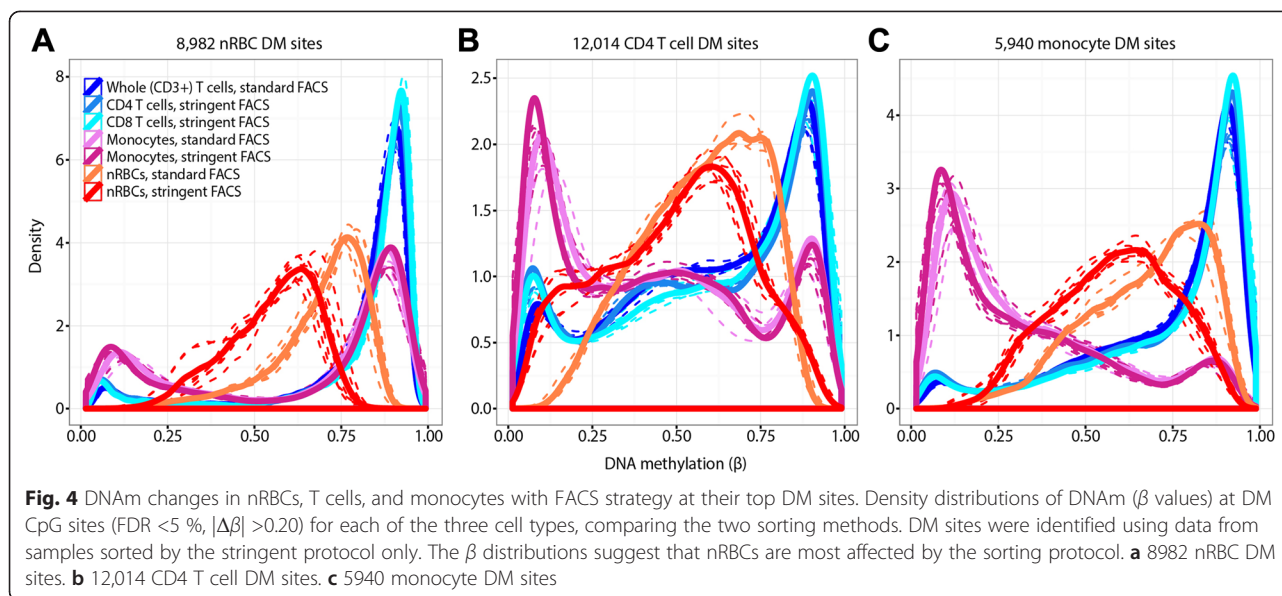 A
8,982 nRBC DM sites
B
12,014 CD4 T cell DM sites
C
5,940 monocyte DM sites
Whole (CD3+) T cells, standard FACS
CD4 T cells, stringent FACS
CD8 T cells, stringent FACS
Monocytes, standard FACS
Monocytes, stringent FACS
nRBCs, standard FACS
nRBCs, stringent FACS
Density
8
6
4
2
0
2.5
2.0
1.5
1.0
0.5
0.0
4
3
2
1
0
0.00 0.25 0.50 0.75 1.00
0.00 0.25 0.50 0.75 1.00
0.00 0.25 0.50 0.75 1.00
DNA methylation (β)
Fig. 4 DNAm changes in nRBCs, T cells, and monocytes with FACS strategy at their top DM sites. Density distributions of DNAm (β values) at DM
CpG sites (FDR <5 %, |Δβ| >0.20) for each of the three cell types, comparing the two sorting methods. DM sites were identified using data from
samples sorted by the stringent protocol only. The β distributions suggest that nRBCs are most affected by the sorting protocol. a 8982 nRBC DM
sites. b 12,014 CD4 T cell DM sites. c 5940 monocyte DM sites